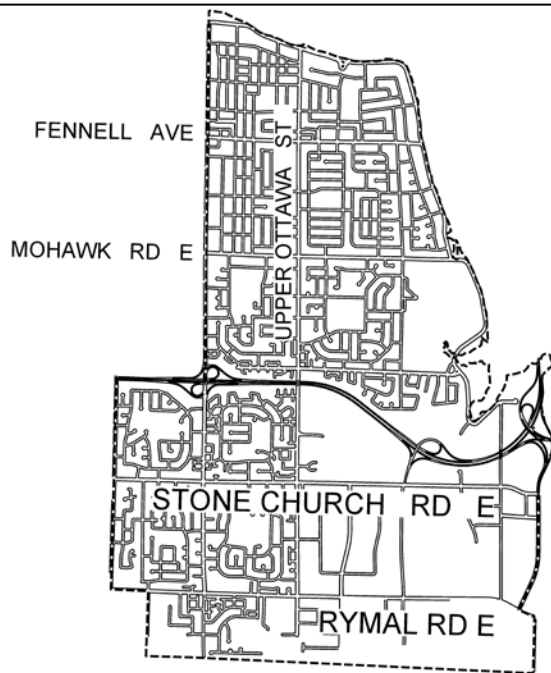 FENNELL AVE
UPPER OTTAWA ST
MOHAWK RD E
STONE CHURCH RD E
RYMAL RD E